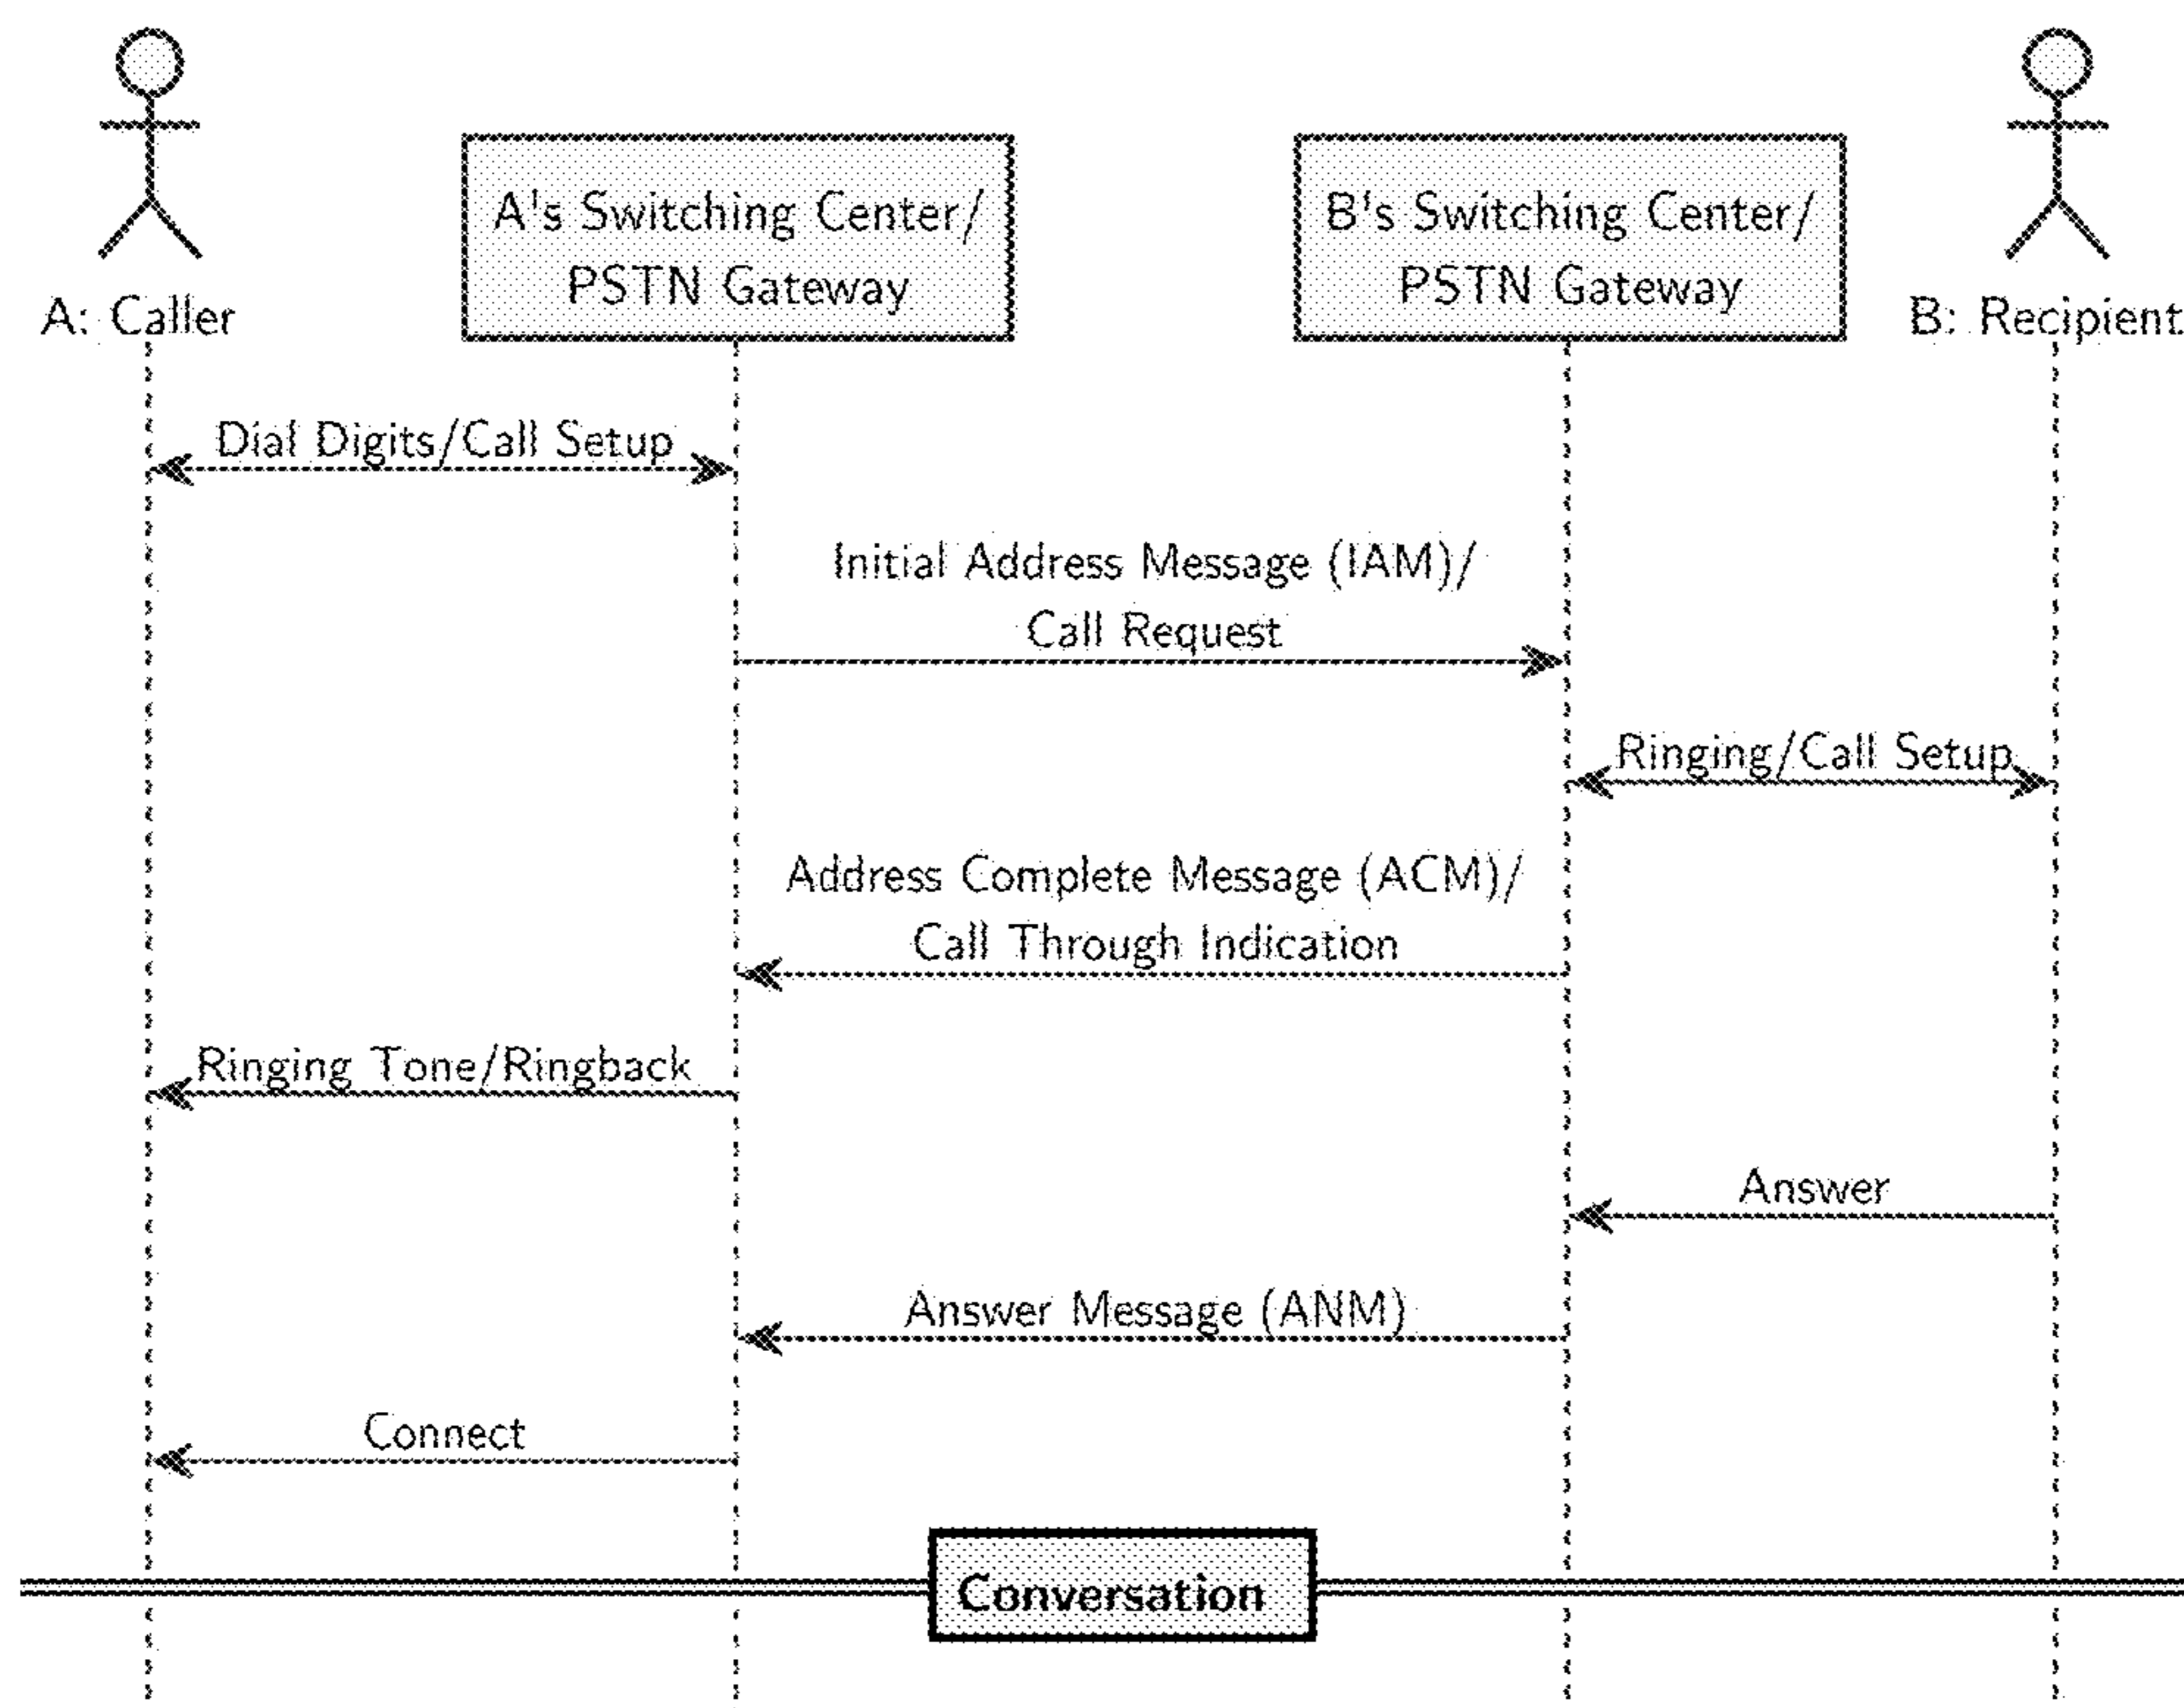 A's Switching Center/
PSTN Gateway
B's Switching Center/
PSTN Gateway
A: Caller
B: Recipient
Dial Digits/Call Setup
Initial Address Message (IAM)/
Call Request
Ringing/Call Setup
Address Complete Message (ACM)/
Call Through Indication
Ringing Tone/Ringback
Answer
Answer Message (ANM)
Connect
Conversation